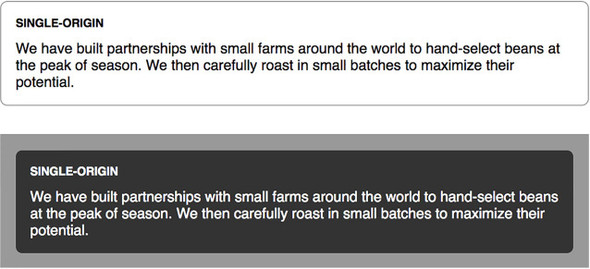 SINGLE-ORIGIN
We have built partnerships with small farms around the world to hand-select beans at
the peak of season. We then carefully roast in small batches to maximize their
potential.
SINGLE-ORIGIN
We have built partnerships with small farms around the world to hand-select beans
at the peak of season. We then carefully roast in small batches to maximize their
potential.